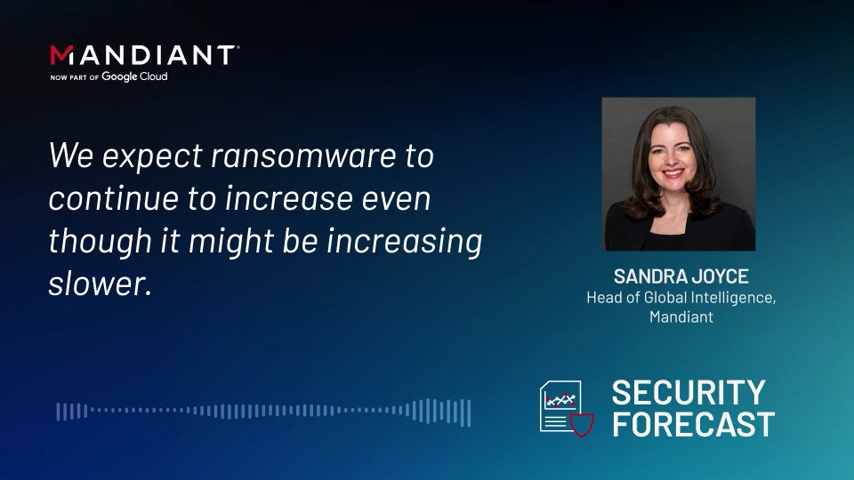 MANDIANT
NOW PART OF Google Cloud
We expect ransomware to
continue to increase even
though it might be increasing
slower.
SANDRA JOYCE
Head of Global Intelligence,
Mandiant
SECURITY
FORECAST